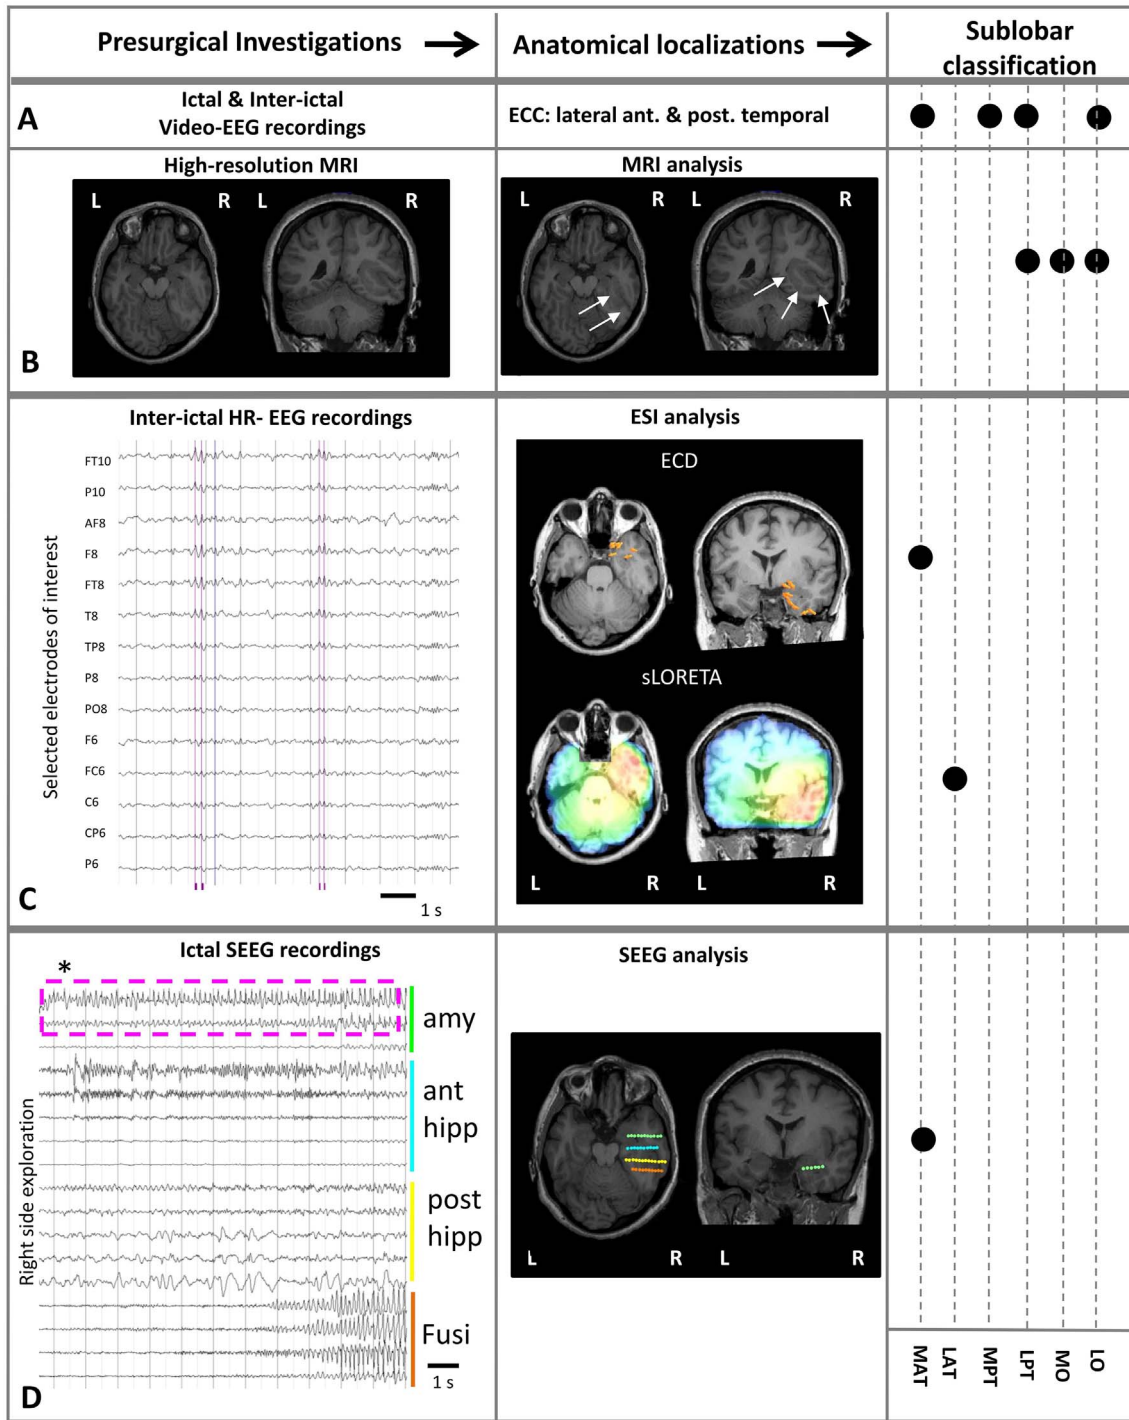 Presurgical Investigations
Anatomical localizations
Sublobar
classification
A
Ictal & Inter-ictal
Video-EEG recordings
ECC: lateral ant. & post. temporal
High-resolution MRI
MRI analysis
L R L R
L R L R
B
Inter-ictal HR- EEG recordings
ESI analysis
Selected electrodes of interest
FT10
P10
AF8
F8
FT8
T8
TP8
P8
PO8
F6
FC6
C6
CP6
P6
1 s
ECD
sLORETA
L R L R
C
Ictal SEEG recordings
SEEG analysis
*
Right side exploration
amy
ant
hipp
post
hipp
Fusi
1 s
L R L R
D
MAT
LAT
MPT
LPT
MO
LO